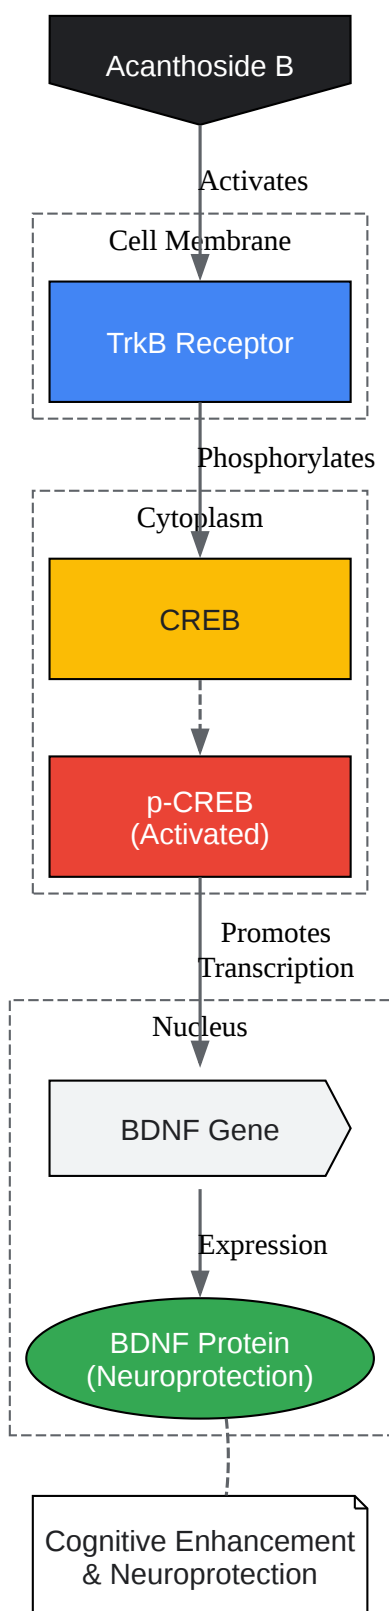 Acanthoside B
Activates
Cell Membrane
TrkB Receptor
Phosphorylates
Cytoplasm
CREB
p-CREB
(Activated)
Promotes
Transcription
Nucleus
BDNF Gene
Expression
BDNF Protein
(Neuroprotection)
Cognitive Enhancement
& Neuroprotection